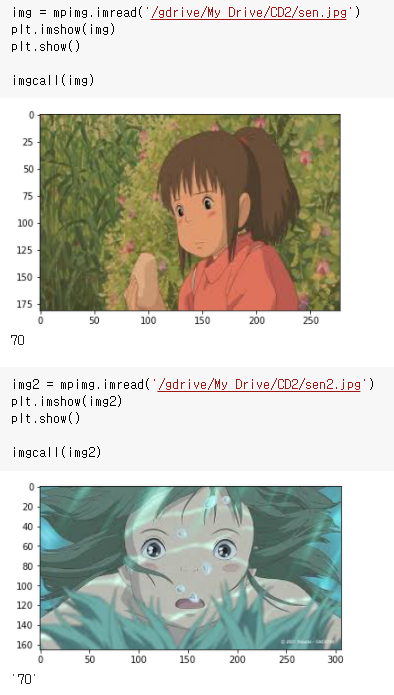 img = mpimg.imread('/gdrive/My Drive/CD2/sen.jpg')
plt.imshow(img)
plt.show()
imgcall(img)
0
25
50
75
100
125
150
175
0 50 100 150 200 250
70
img2 = mpimg.imread('/gdrive/My Drive/CD2/sen2.jpg')
plt.imshow(img2)
plt.show()
imgcall(img2)
0
20
40
60
80
100
120
140
160
0 50 100 150 200 250 300
'70'